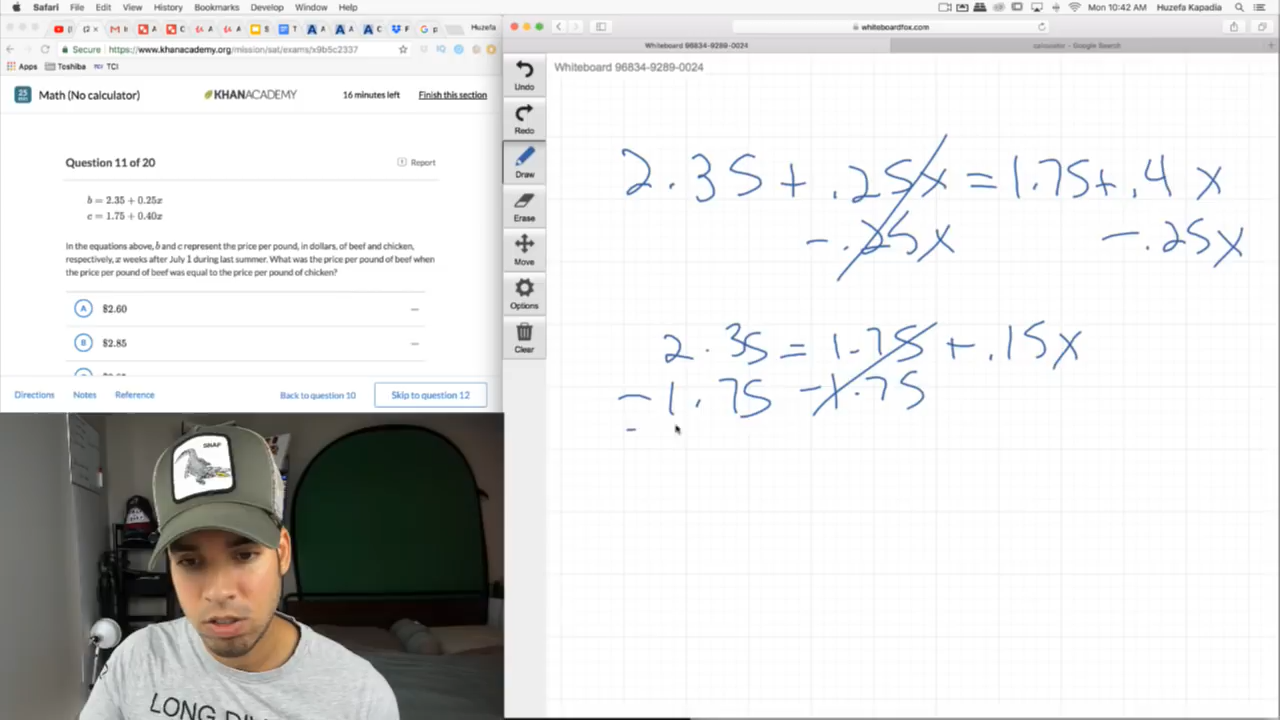 Safari File Edit View History Bookmarks Develop Window Help
Mon 10:42 AM Huzefa Kapadia
Huzefa
Secure https://www.khanacademy.org/mission/sat/exams/x9b5c2337
whiteboardfox.com
Apps Toshiba TCI
Whiteboard 96834-9289-0024
calculator - Google Search
Math (No calculator)
KHANACADEMY
16 minutes left
Finish this section
Whiteboard 96834-9289-0024
Undo
Redo
Draw
Erase
Move
Options
Clear
Question 11 of 20
Report
b = 2.35 + 0.25x
c = 1.75 + 0.40x
In the equations above, b and c represent the price per pound, in dollars, of beef and chicken,
respectively, x weeks after July 1 during last summer. What was the price per pound of beef when
the price per pound of beef was equal to the price per pound of chicken?
A $2.60
B $2.85
Directions Notes Reference
Back to question 10
Skip to question 12
2.35 + .25x = 1.75 + .4x
- .25x - .25x
2.35 = 1.75 + .15x
- 1.75 - 1.75
-
SNAP
LONG DIV